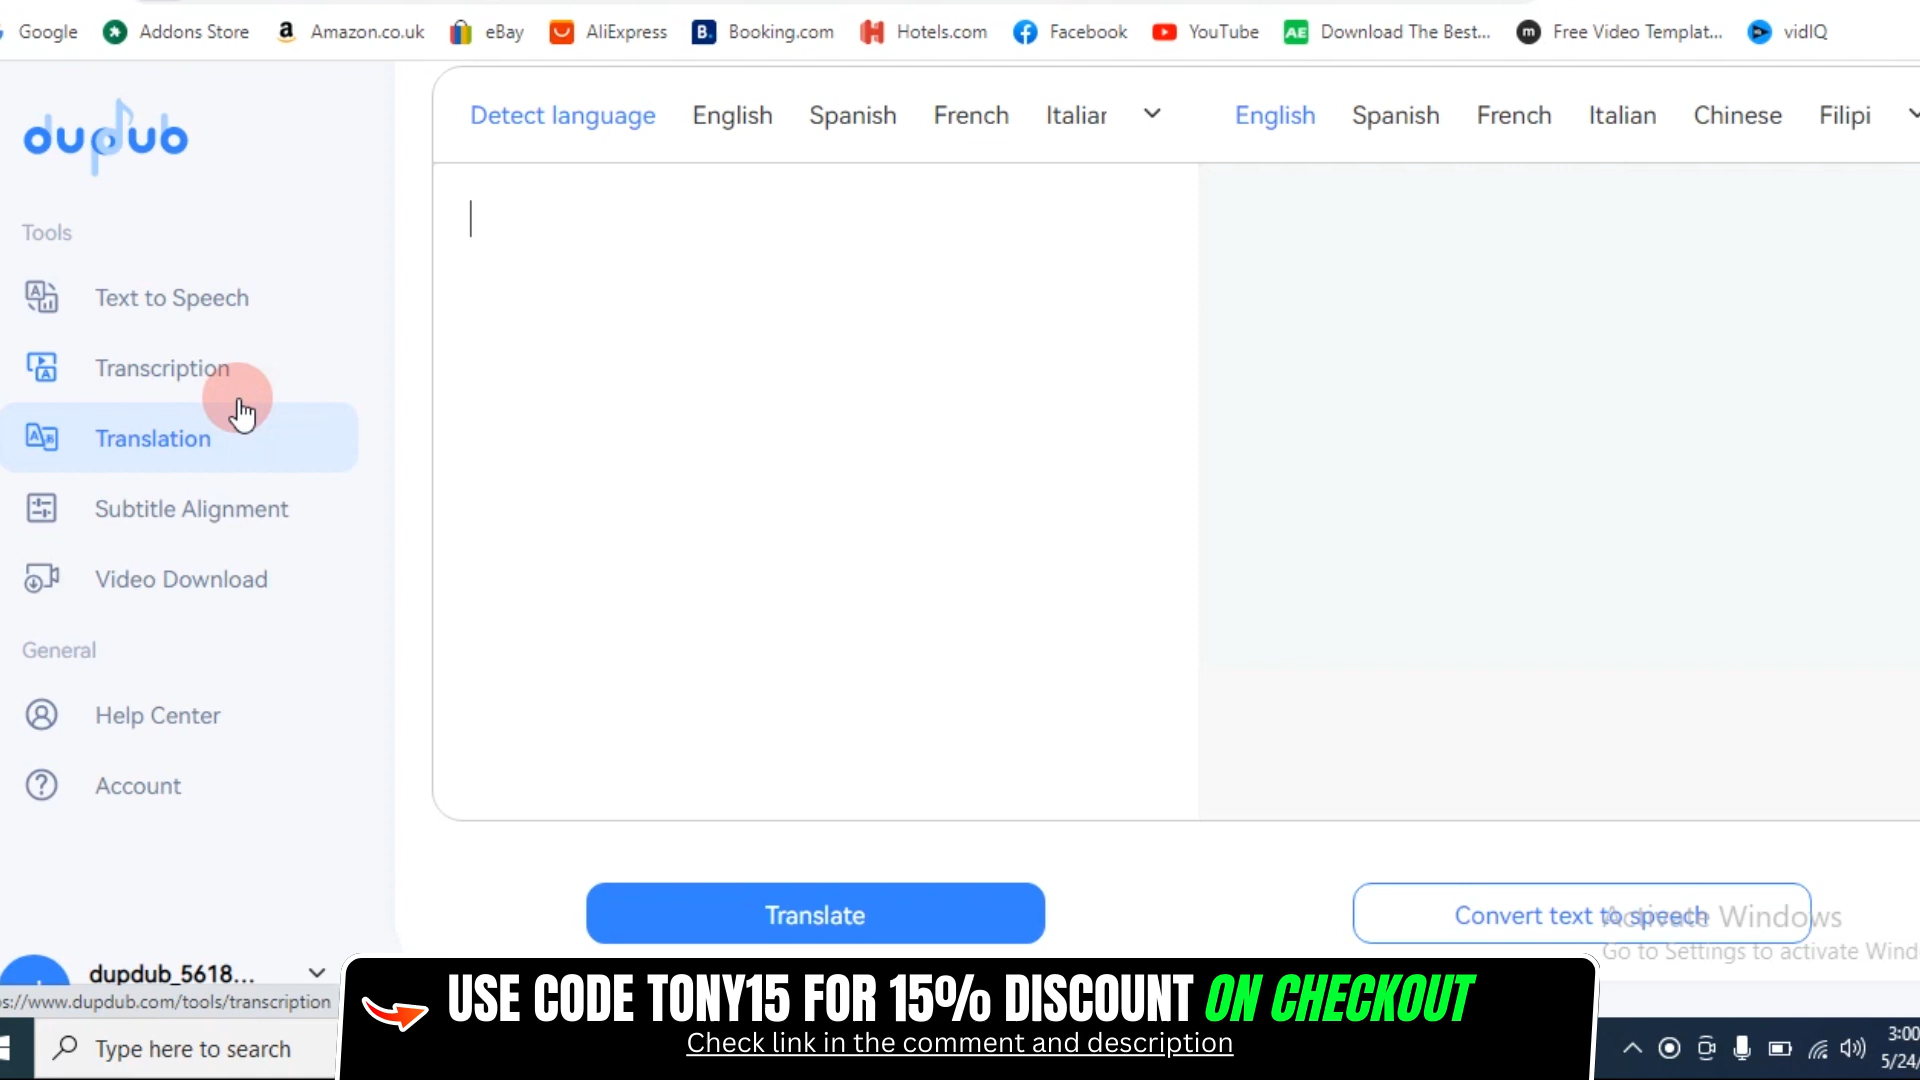 Google Addons Store a Amazon.co.uk eBay AliExpress B. Booking.com Hotels.com Facebook YouTube AE Download The Best... m Free Video Templat... vidIQ
dupdub
Detect language English Spanish French Italiar English Spanish French Italian Chinese Filipi
Tools
Text to Speech
Transcription
Translation
Subtitle Alignment
Video Download
General
Help Center
Account
Translate Convert text to speech
Activate Windows
Go to Settings to activate Wind
dupdub_5618...
s://www.dupdub.com/tools/transcription
USE CODE TONY15 FOR 15% DISCOUNT ON CHECKOUT
Check link in the comment and description
Type here to search
3:00
5/24/